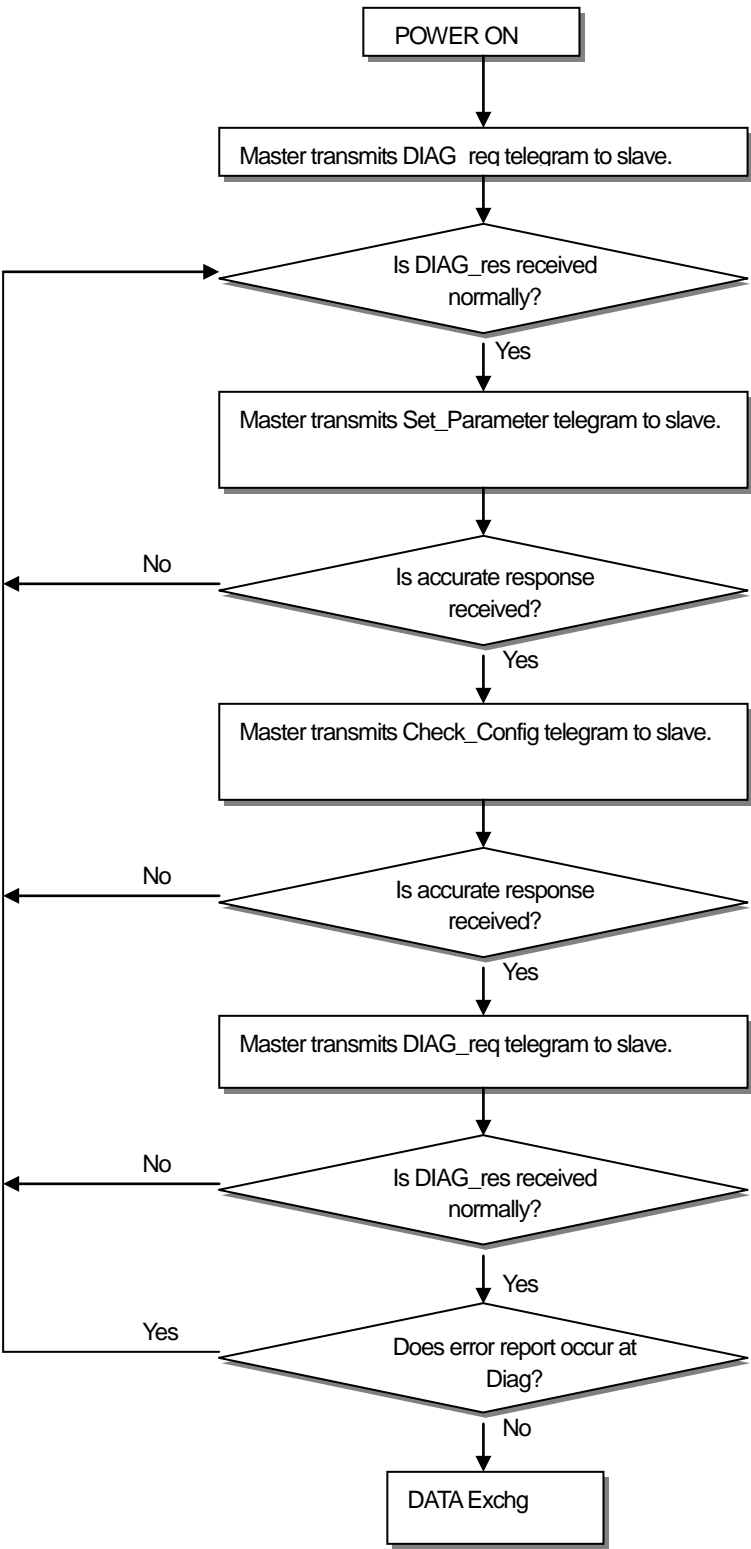 POWER ON
Master transmits DIAG_req telegram to slave.
Is DIAG_res received
normally?
Yes
Master transmits Set_Parameter telegram to slave.
No
Is accurate response
received?
Yes
Master transmits Check_Config telegram to slave.
No
Is accurate response
received?
Yes
Master transmits DIAG_req telegram to slave.
No
Is DIAG_res received
normally?
Yes
Yes
Does error report occur at
Diag?
No
DATA Exchg